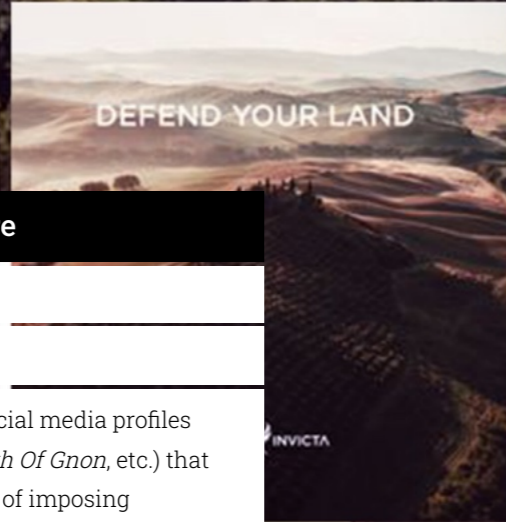 DEFEND YOUR LAND
e
cial media profiles
h Of Gnon, etc.) that
of imposing
INVICTA